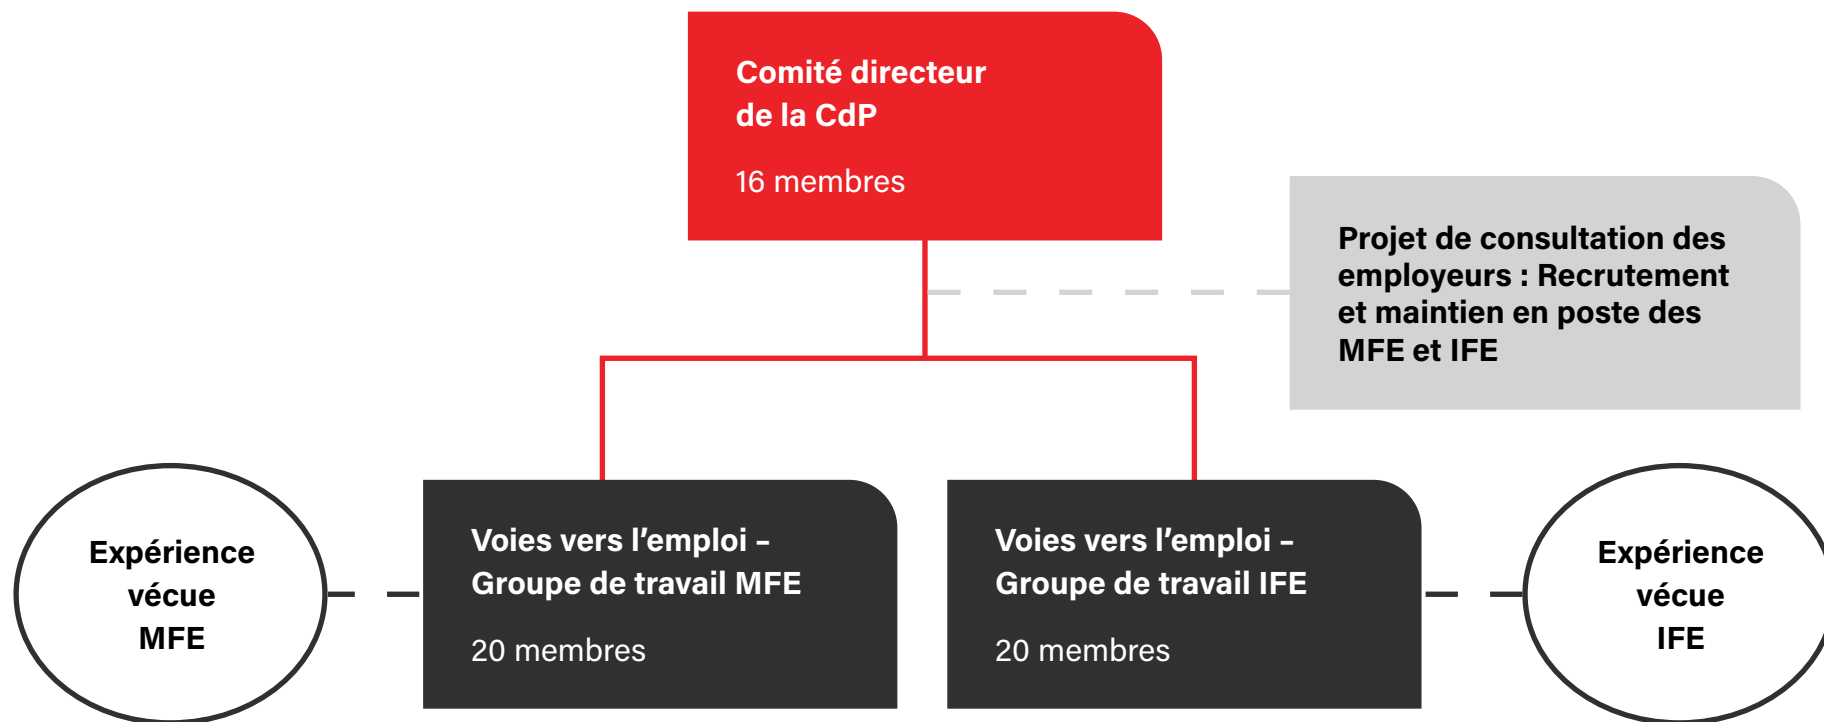 Comité directeur
de la CdP
16 membres
Projet de consultation des
employeurs : Recrutement
et maintien en poste des
MFE et IFE
Expérience
vécue
MFE
Voies vers l’emploi –
Groupe de travail MFE
20 membres
Voies vers l’emploi –
Groupe de travail IFE
20 membres
Expérience
vécue
IFE